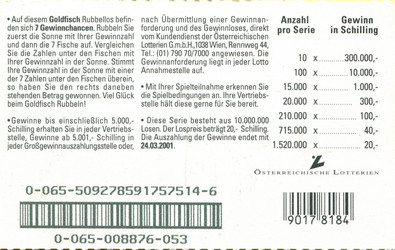 • Auf diesem Goldfisch Rubbellos befin-
den sich 7 Gewinnchancen. Rubbeln Sie
zuerst die Sonne mit Ihrer Gewinnzahl
und dann die 7 Fische auf. Vergleichen
Sie die Zahlen unter den Fischen mit
Ihrer Gewinnzahl in der Sonne. Stimmt
Ihre Gewinnzahl in der Sonne mit einer
der 7 Zahlen unter den Fischen überein,
so haben Sie den rechts daneben
stehenden Betrag gewonnen. Viel Glück
beim Goldfisch Rubbeln!
•Gewinne bis einschließlich 5.000,-
Schilling erhalten Sie in jeder Vertriebs-
stelle, Gewinne ab 5.001,- Schilling in
jeder Großgewinnauszahlungsstelle oder,
nach Übermittlung einer Gewinnan-
forderung und des Gewinnloses, direkt
vom Kundendienst der Österreichischen
Lotterien G.m.b.H.,1038 Wien, Rennweg 44,
Tel.: (01) 790 70/7000 angewiesen. Die
Gewinnanforderung liegt in jeder Lotto
Annahmestelle auf.
• Mit Ihrer Spielteilnahme erkennen Sie
die Spielbedingungen an. Ihre Vertriebs-
stelle hält diese gerne für Sie bereit.
• Diese Serie besteht aus 10.000.000
Losen. Der Lospreis beträgt 20,- Schilling.
Die Auszahlung der Gewinne endet mit
24.03.2001.
Anzahl Gewinn
pro Serie in Schilling
10 x ........ 300.000,-
100 x .......... 10.000,-
15.000 x ............ 1.000,-
20.000 x ............... 300,-
210.000 x ............... 100,-
715.000 x ................. 40,-
1.520.000 x ................. 20,-
ÖSTERREICHISCHE LOTTERIEN
0-065-509278591757514-6
0-065-008876-053
9017 8184